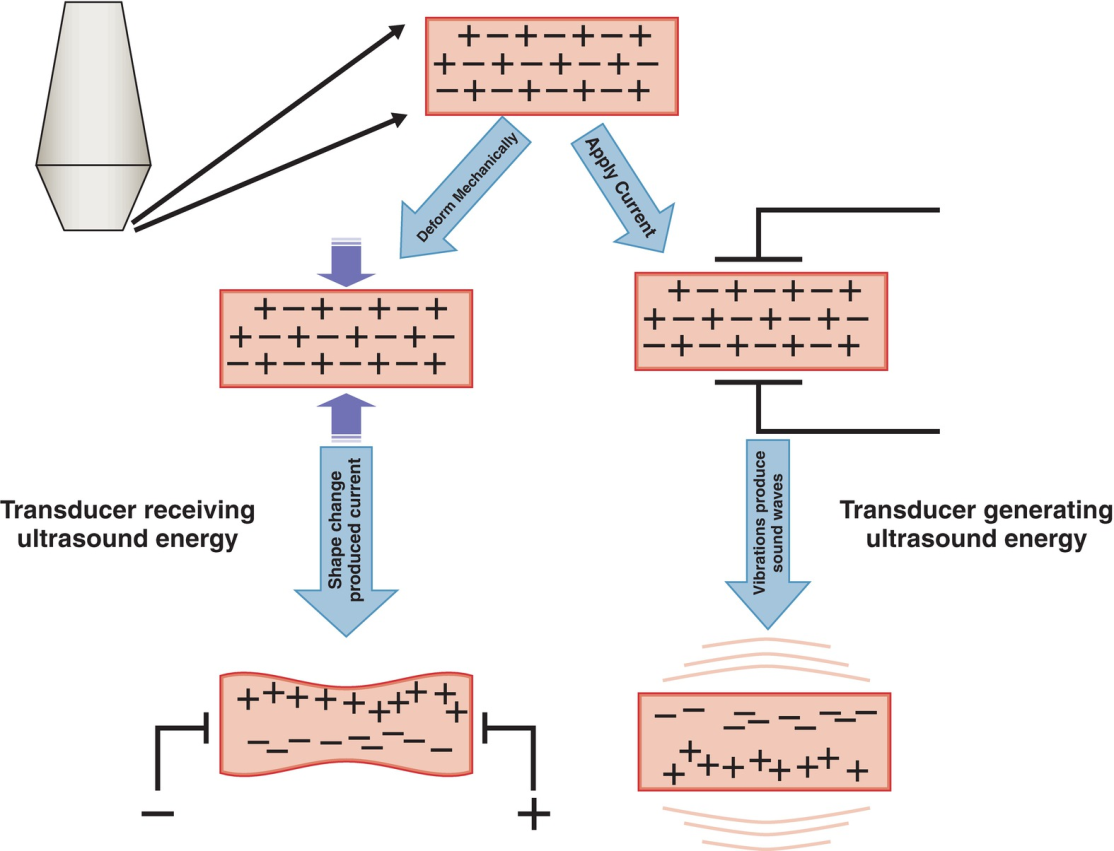 Deform Mechanically
Apply Current
Transducer receiving
ultrasound energy
Shape change
produced current
Vibrations produce
sound waves
Transducer generating
ultrasound energy